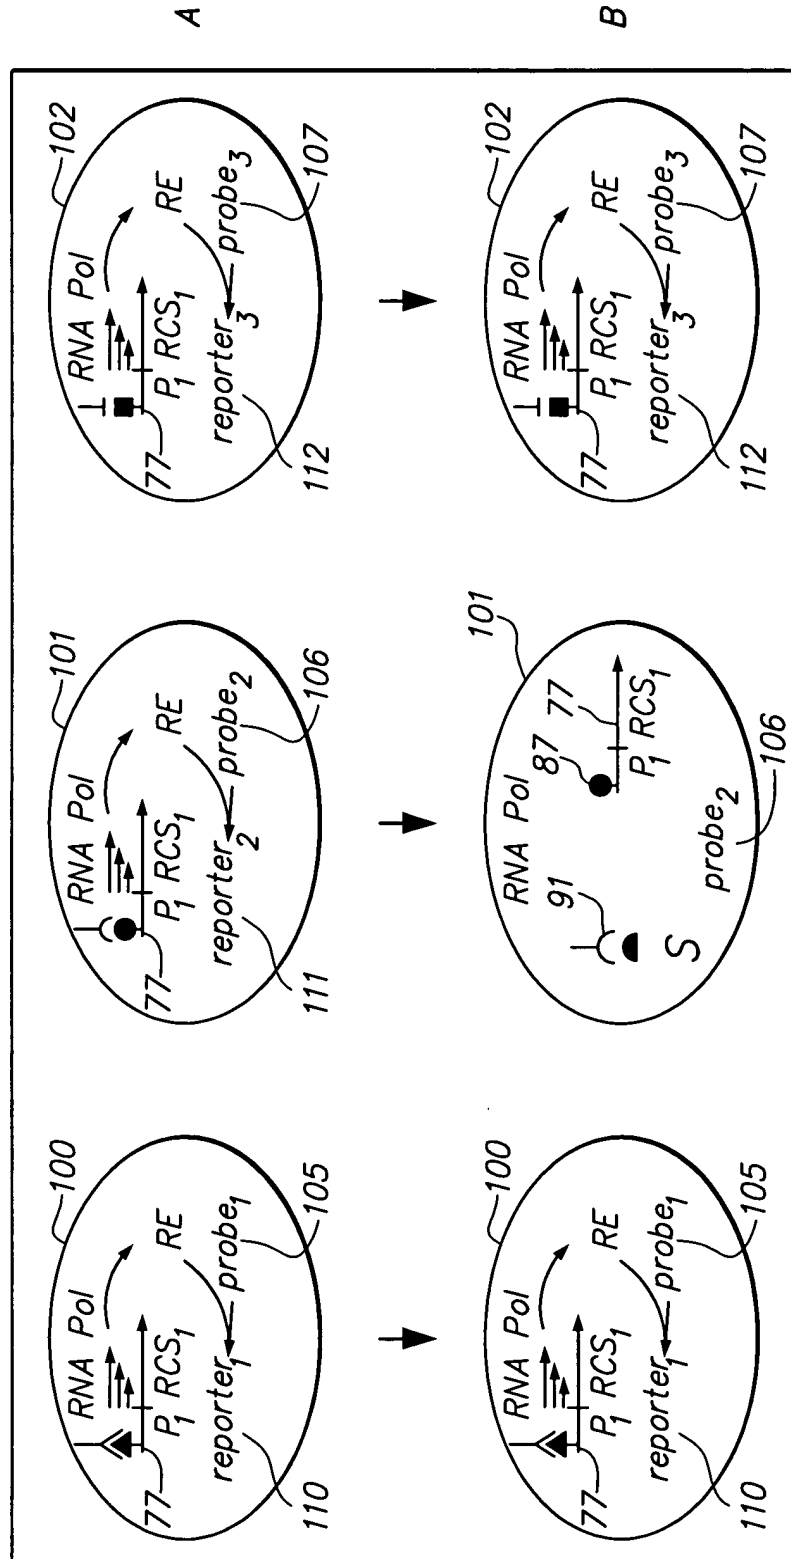 A
100
RNA Pol
RE
P1 RCS1
77
reporter1
probe1
110
105
101
RNA Pol
RE
P1 RCS1
77
reporter2
probe2
111
106
102
RNA Pol
RE
P1 RCS1
77
reporter3
probe3
112
107
B
100
RNA Pol
RE
P1 RCS1
77
reporter1
probe1
110
105
101
RNA Pol
91
87
77
P1 RCS1
S
probe2
106
102
RNA Pol
RE
P1 RCS1
77
reporter3
probe3
112
107